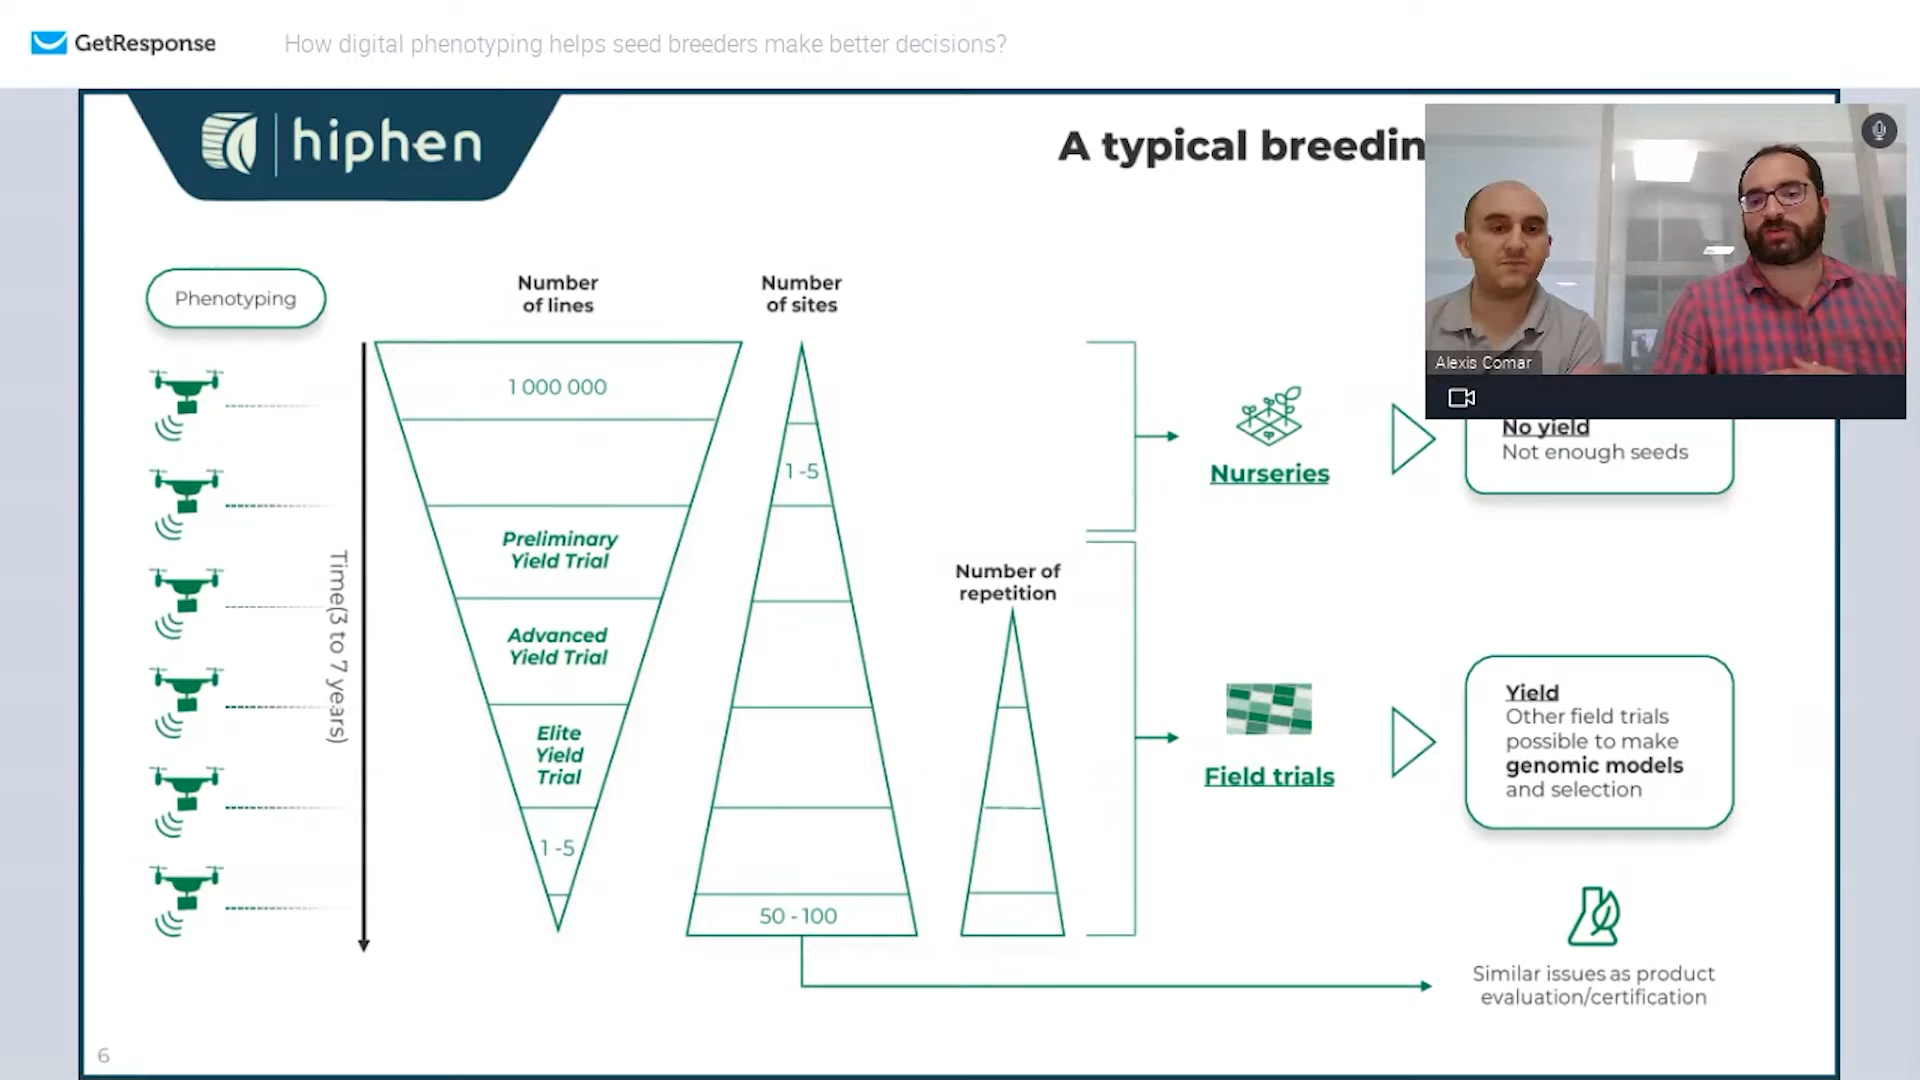 GetResponse
How digital phenotyping helps seed breeders make better decisions?
hiphen
A typical breedin
Alexis Comar
Phenotyping
Number
of lines
Number
of sites
1 000 000
1 -5
Preliminary
Yield Trial
Advanced
Yield Trial
Elite
Yield
Trial
1 -5
50 - 100
Time(3 to 7 years)
Number of
repetition
Nurseries
No yield
Not enough seeds
Field trials
Yield
Other field trials
possible to make
genomic models
and selection
Similar issues as product
evaluation/certification
6